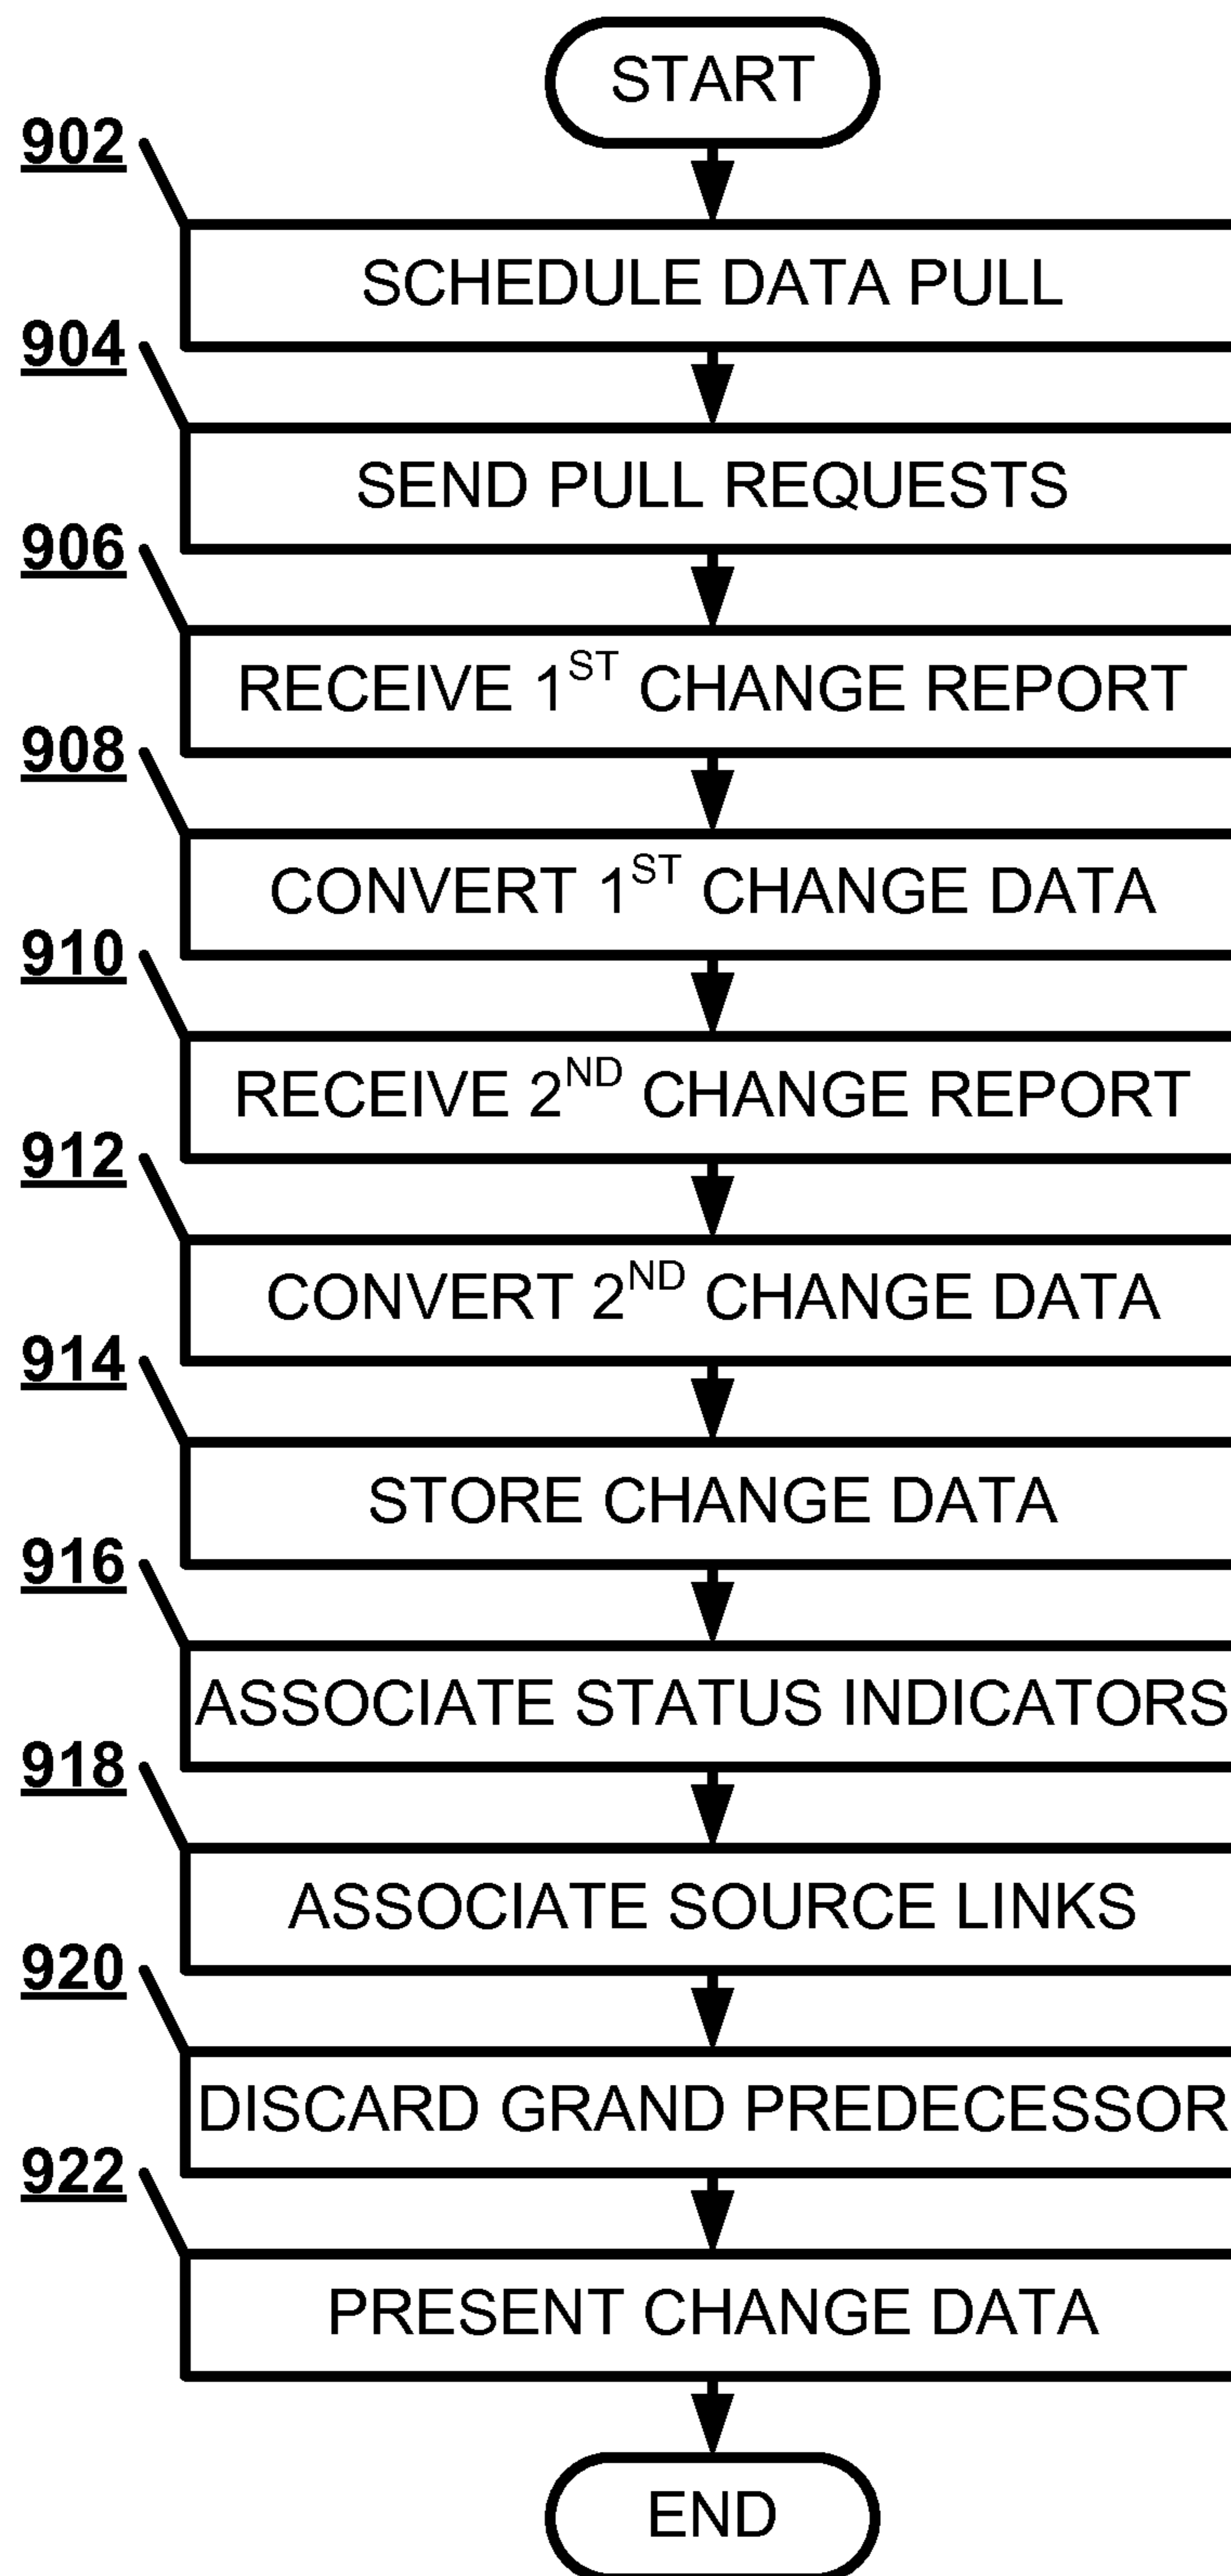 START
902
SCHEDULE DATA PULL
904
SEND PULL REQUESTS
906
RECEIVE 1ST CHANGE REPORT
908
CONVERT 1ST CHANGE DATA
910
RECEIVE 2ND CHANGE REPORT
912
CONVERT 2ND CHANGE DATA
914
STORE CHANGE DATA
916
ASSOCIATE STATUS INDICATORS
918
ASSOCIATE SOURCE LINKS
920
DISCARD GRAND PREDECESSOR
922
PRESENT CHANGE DATA
END